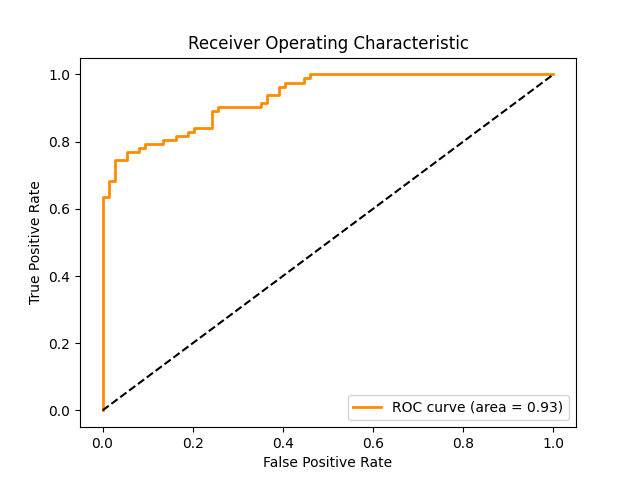 Receiver Operating Characteristic
True Positive Rate
1.0
0.8
0.6
0.4
0.2
0.0
0.0 0.2 0.4 0.6 0.8 1.0
False Positive Rate
ROC curve (area = 0.93)